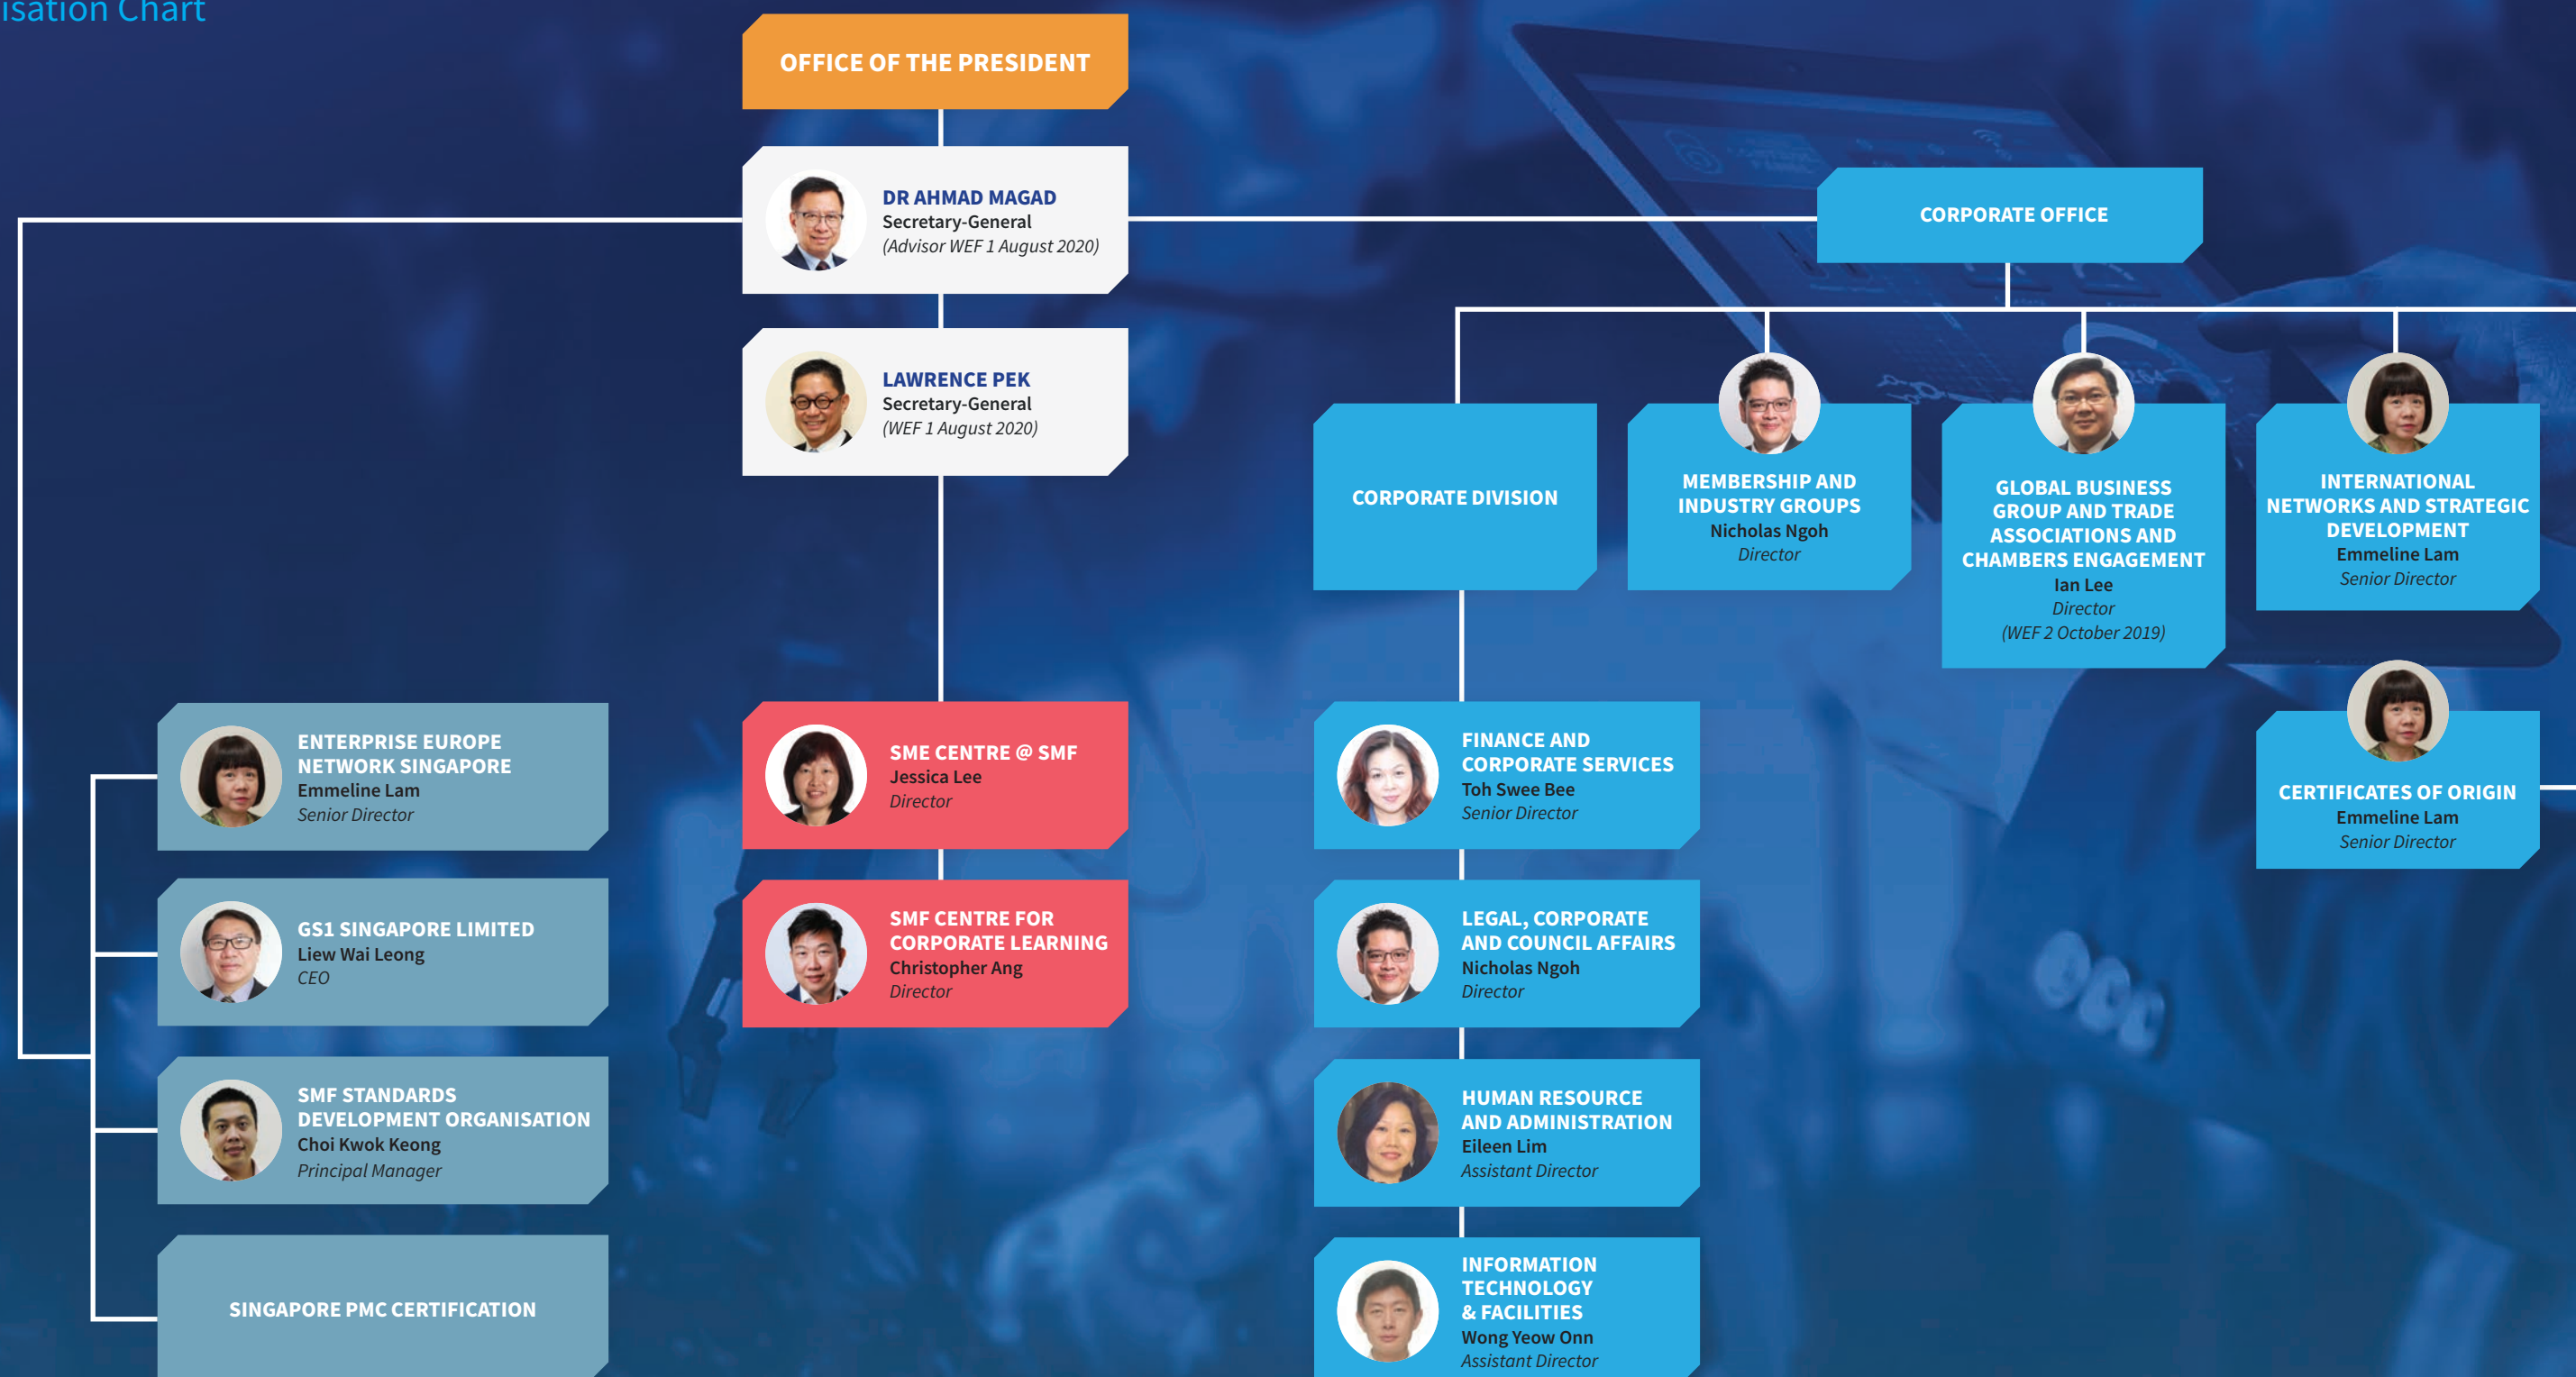 isation Chart
OFFICE OF THE PRESIDENT
DR AHMAD MAGAD
Secretary-General
(Advisor WEF 1 August 2020)
CORPORATE OFFICE
LAWRENCE PEK
Secretary-General
(WEF 1 August 2020)
CORPORATE DIVISION
MEMBERSHIP AND
INDUSTRY GROUPS
Nicholas Ngoh
Director
GLOBAL BUSINESS
GROUP AND TRADE
ASSOCIATIONS AND
CHAMBERS ENGAGEMENT
Ian Lee
Director
(WEF 2 October 2019)
INTERNATIONAL
NETWORKS AND STRATEGIC
DEVELOPMENT
Emmeline Lam
Senior Director
ENTERPRISE EUROPE
NETWORK SINGAPORE
Emmeline Lam
Senior Director
SME CENTRE @ SMF
Jessica Lee
Director
FINANCE AND
CORPORATE SERVICES
Toh Swee Bee
Senior Director
CERTIFICATES OF ORIGIN
Emmeline Lam
Senior Director
GS1 SINGAPORE LIMITED
Liew Wai Leong
CEO
SMF CENTRE FOR
CORPORATE LEARNING
Christopher Ang
Director
LEGAL, CORPORATE
AND COUNCIL AFFAIRS
Nicholas Ngoh
Director
SMF STANDARDS
DEVELOPMENT ORGANISATION
Choi Kwok Keong
Principal Manager
HUMAN RESOURCE
AND ADMINISTRATION
Eileen Lim
Assistant Director
SINGAPORE PMC CERTIFICATION
INFORMATION
TECHNOLOGY
& FACILITIES
Wong Yeow Onn
Assistant Director